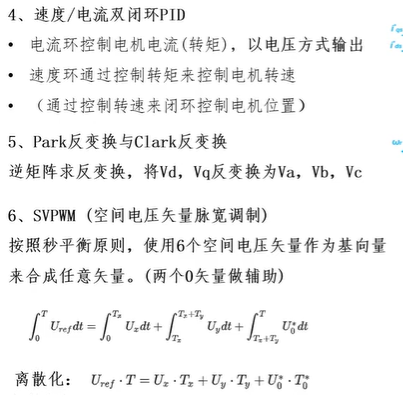 4、速度/电流双闭环PID
• 电流环控制电机电流(转矩)，以电压方式输出
• 速度环通过控制转矩来控制电机转速
• （通过控制转速来闭环控制电机位置）
5、Park反变换与Clark反变换
逆矩阵求反变换，将Vd，Vq反变换为Va，Vb，Vc
6、SVPWM (空间电压矢量脉宽调制)
按照秒平衡原则，使用6个空间电压矢量作为基向量
来合成任意矢量。(两个0矢量做辅助)
∫₀ᵀ U_{ref}dt = ∫₀^{T_x} U_x dt + ∫_{T_x}^{T_x+T_y} U_y dt + ∫_{T_x+T_y}^{T} U_0^* dt
离散化： U_{ref} · T = U_x · T_x + U_y · T_y + U_0^* · T_0^*